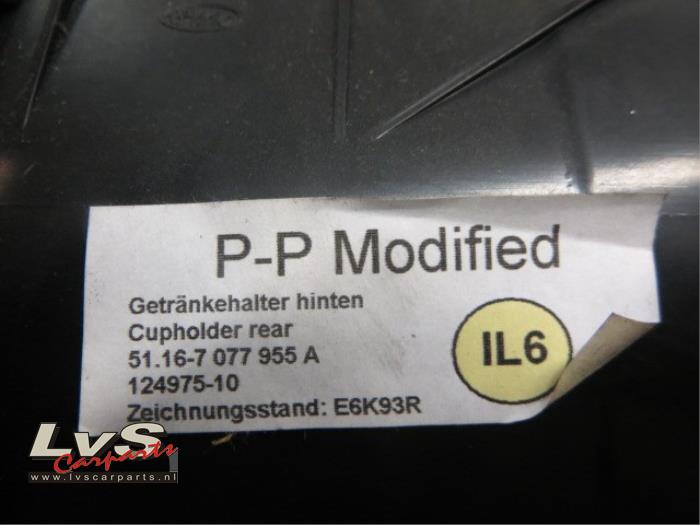 P-P Modified
Getränkehalter hinten
Cupholder rear
51.16-7 077 955 A
124975-10
Zeichnungsstand: E6K93R
IL6
LvS
Carparts
www.lvscarparts.nl